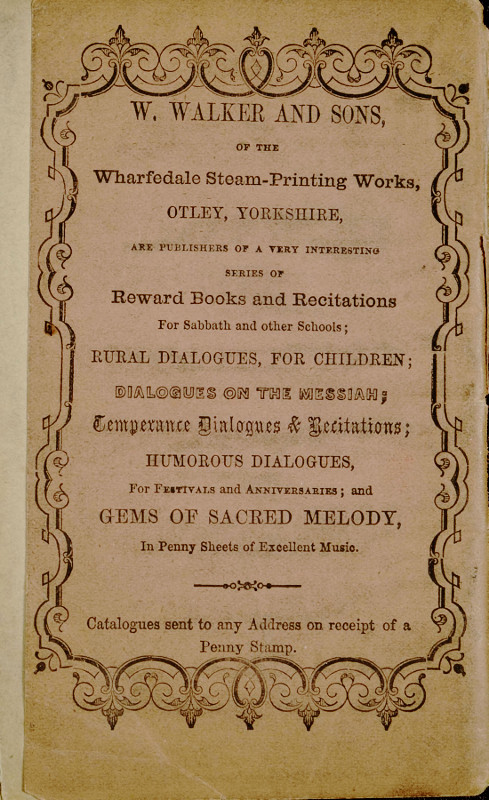 W. WALKER AND SONS,
OF THE
Wharfedale Steam-Printing Works,
OTLEY, YORKSHIRE,
ARE PUBLISHERS OF A VERY INTERESTING
SERIES OF
Reward Books and Recitations
For Sabbath and other Schools;
RURAL DIALOGUES, FOR CHILDREN;
DIALOGUES ON THE MESSIAH;
Temperance Dialogues & Recitations;
HUMOROUS DIALOGUES,
For FESTIVALS and ANNIVERSARIES; and
GEMS OF SACRED MELODY,
In Penny Sheets of Excellent Music.
Catalogues sent to any Address on receipt of a
Penny Stamp.